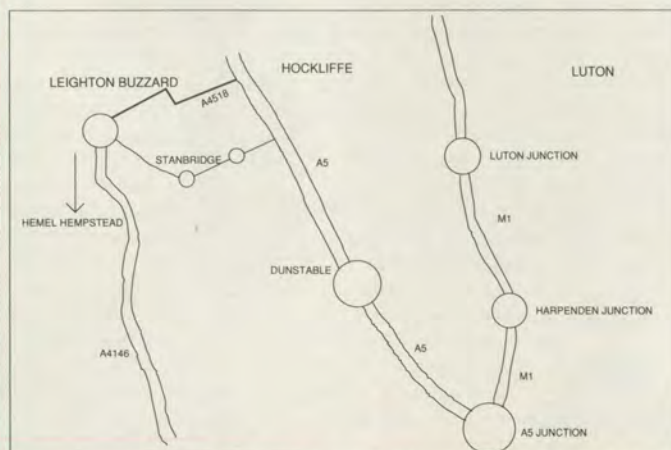 HOCKLIFFE
LUTON
LEIGHTON BUZZARD
A4518
STANBRIDGE
A5
LUTON JUNCTION
HEMEL HEMPSTEAD
M1
DUNSTABLE
HARPENDEN JUNCTION
A5
A4146
M1
A5 JUNCTION